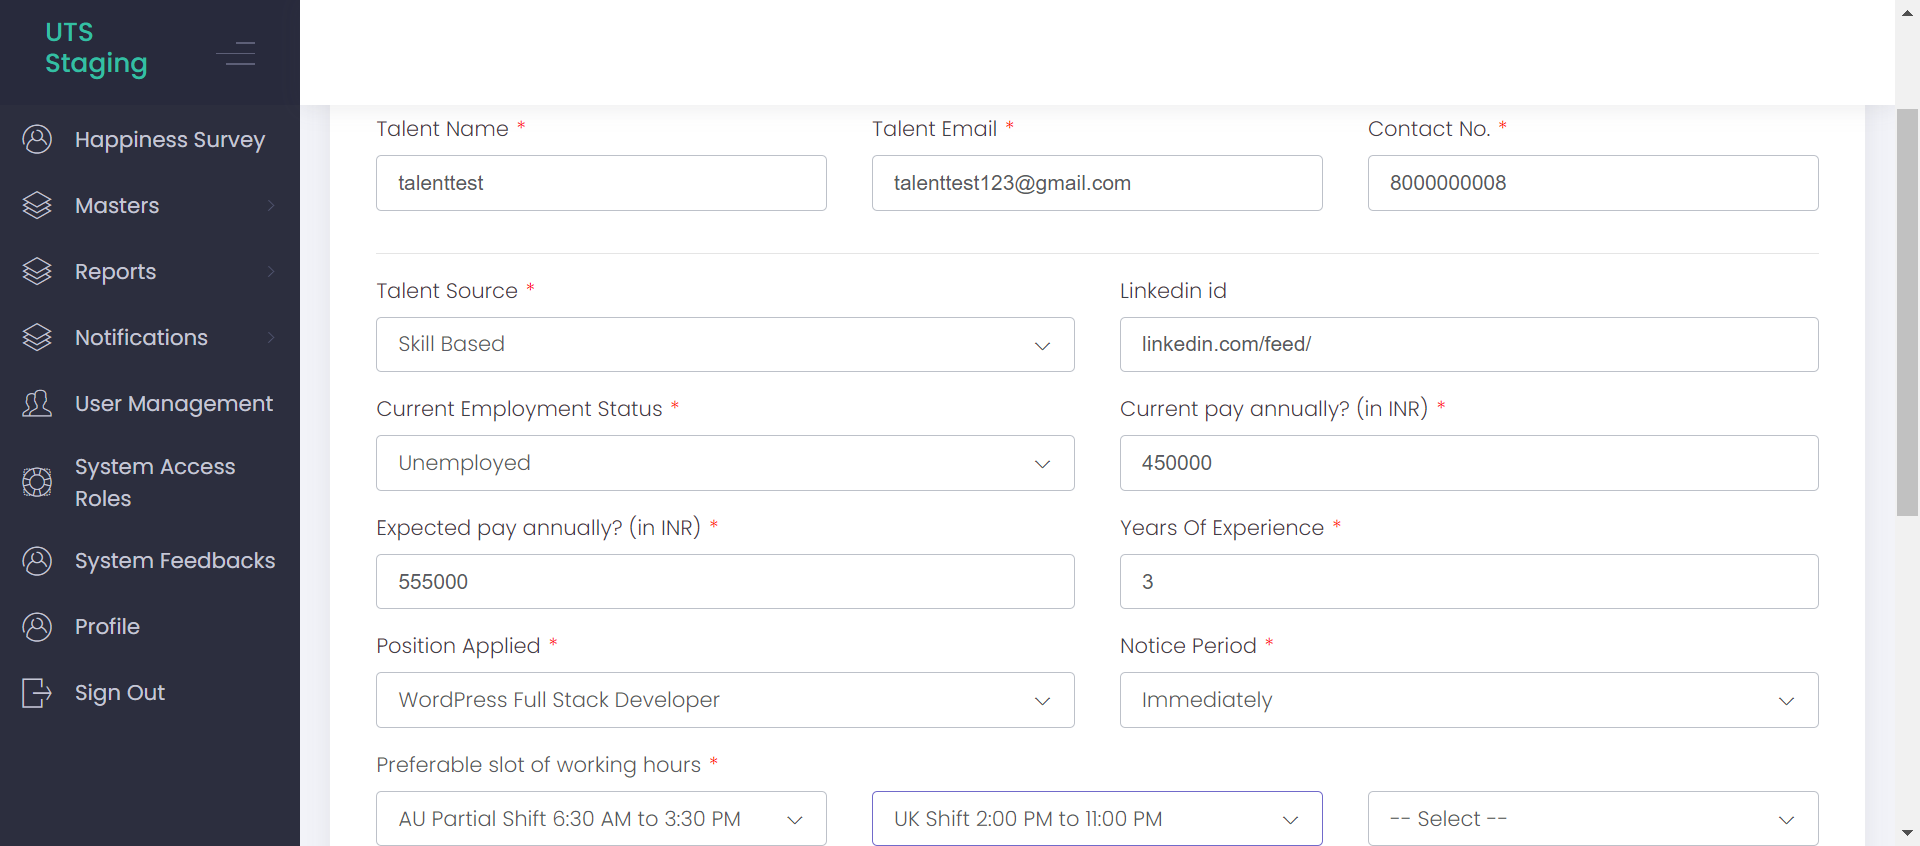 UTS
Staging
Happiness Survey
Masters
Reports
Notifications
User Management
System Access
Roles
System Feedbacks
Profile
Sign Out
Talent Name *
Talent Email *
Contact No. *
talenttest
talenttest123@gmail.com
8000000008
Talent Source *
Linkedin id
Skill Based
linkedin.com/feed/
Current Employment Status *
Current pay annually? (in INR) *
Unemployed
450000
Expected pay annually? (in INR) *
Years Of Experience *
555000
3
Position Applied *
Notice Period *
WordPress Full Stack Developer
Immediately
Preferable slot of working hours *
AU Partial Shift 6:30 AM to 3:30 PM
UK Shift 2:00 PM to 11:00 PM
-- Select --